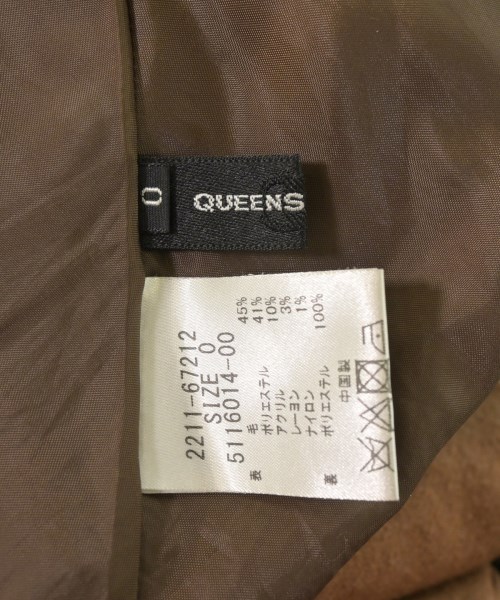 0
QUEENS
2211-67212
SIZE 0
5116014-00
表 毛 45%
ポリエステル 41%
アクリル 10%
レーヨン 3%
ナイロン 1%
裏 ポリエステル 100%
中国製